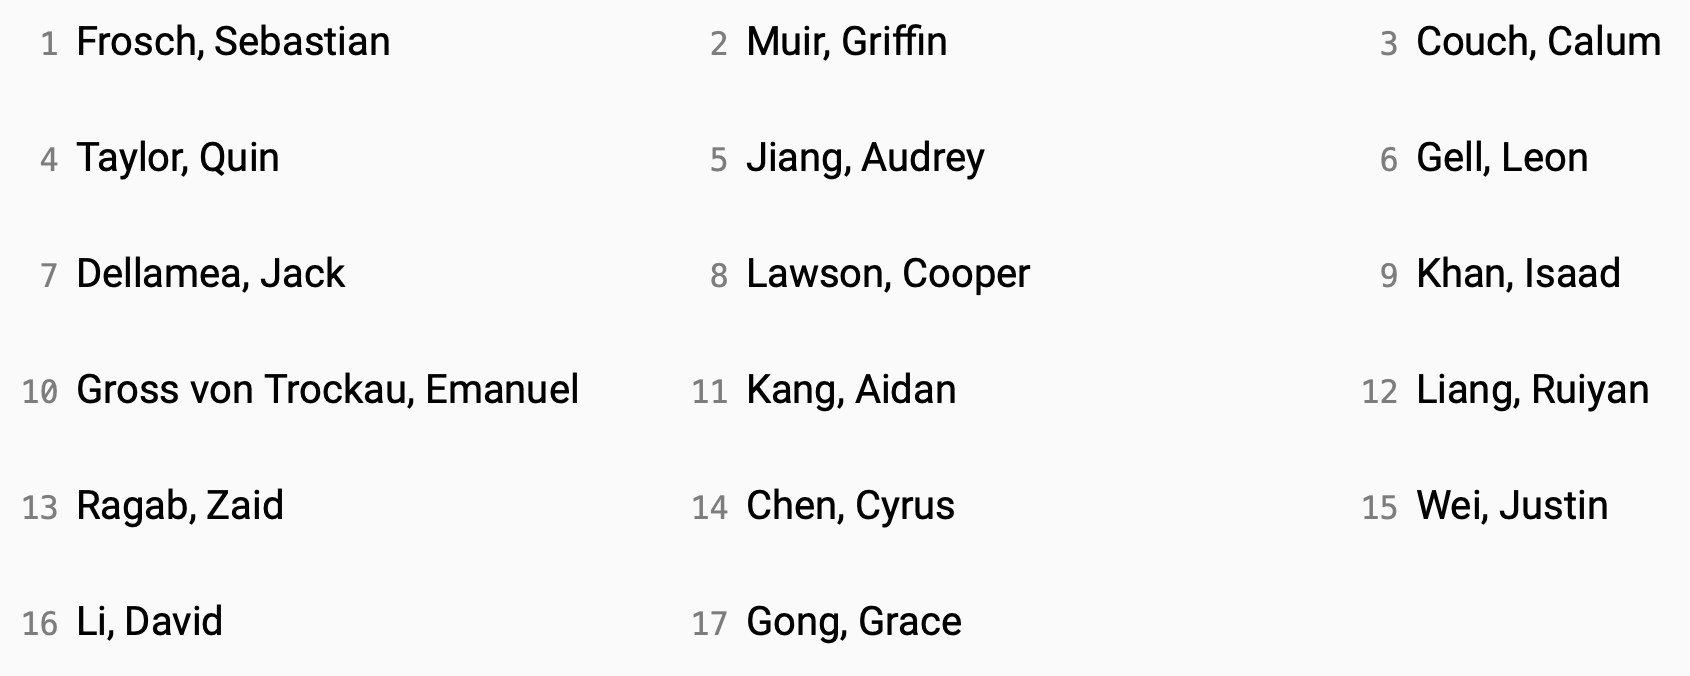 1 Frosch, Sebastian 2 Muir, Griffin 3 Couch, Calum
4 Taylor, Quin 5 Jiang, Audrey 6 Gell, Leon
7 Dellamea, Jack 8 Lawson, Cooper 9 Khan, Isaad
10 Gross von Trockau, Emanuel 11 Kang, Aidan 12 Liang, Ruiyan
13 Ragab, Zaid 14 Chen, Cyrus 15 Wei, Justin
16 Li, David 17 Gong, Grace